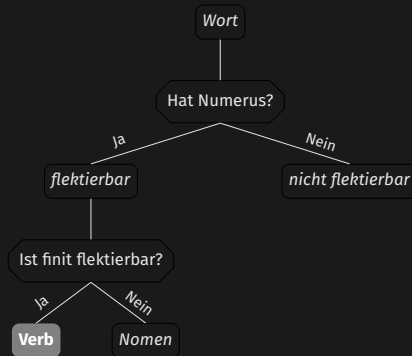 Wort
Hat Numerus?
Ja
Nein
flektierbar
nicht flektierbar
Ist finit flektierbar?
Ja
Nein
Verb
Nomen